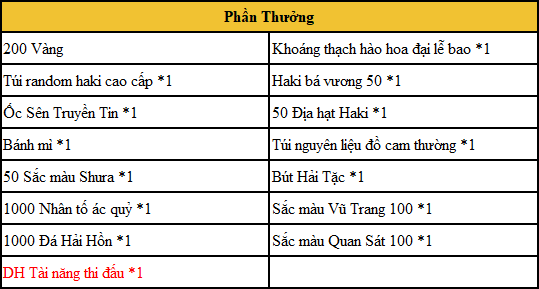 Phần Thưởng
200 Vàng
Khoáng thạch hào hoa đại lễ bao *1
Túi random haki cao cấp *1
Haki bá vương 50 *1
Ốc Sên Truyền Tin *1
50 Địa hạt Haki *1
Bánh mì *1
Túi nguyên liệu đồ cam thường *1
50 Sắc màu Shura *1
Bút Hải Tặc *1
1000 Nhân tố ác quỷ *1
Sắc màu Vũ Trang 100 *1
1000 Đá Hải Hồn *1
Sắc màu Quan Sát 100 *1
DH Tài năng thi đấu *1